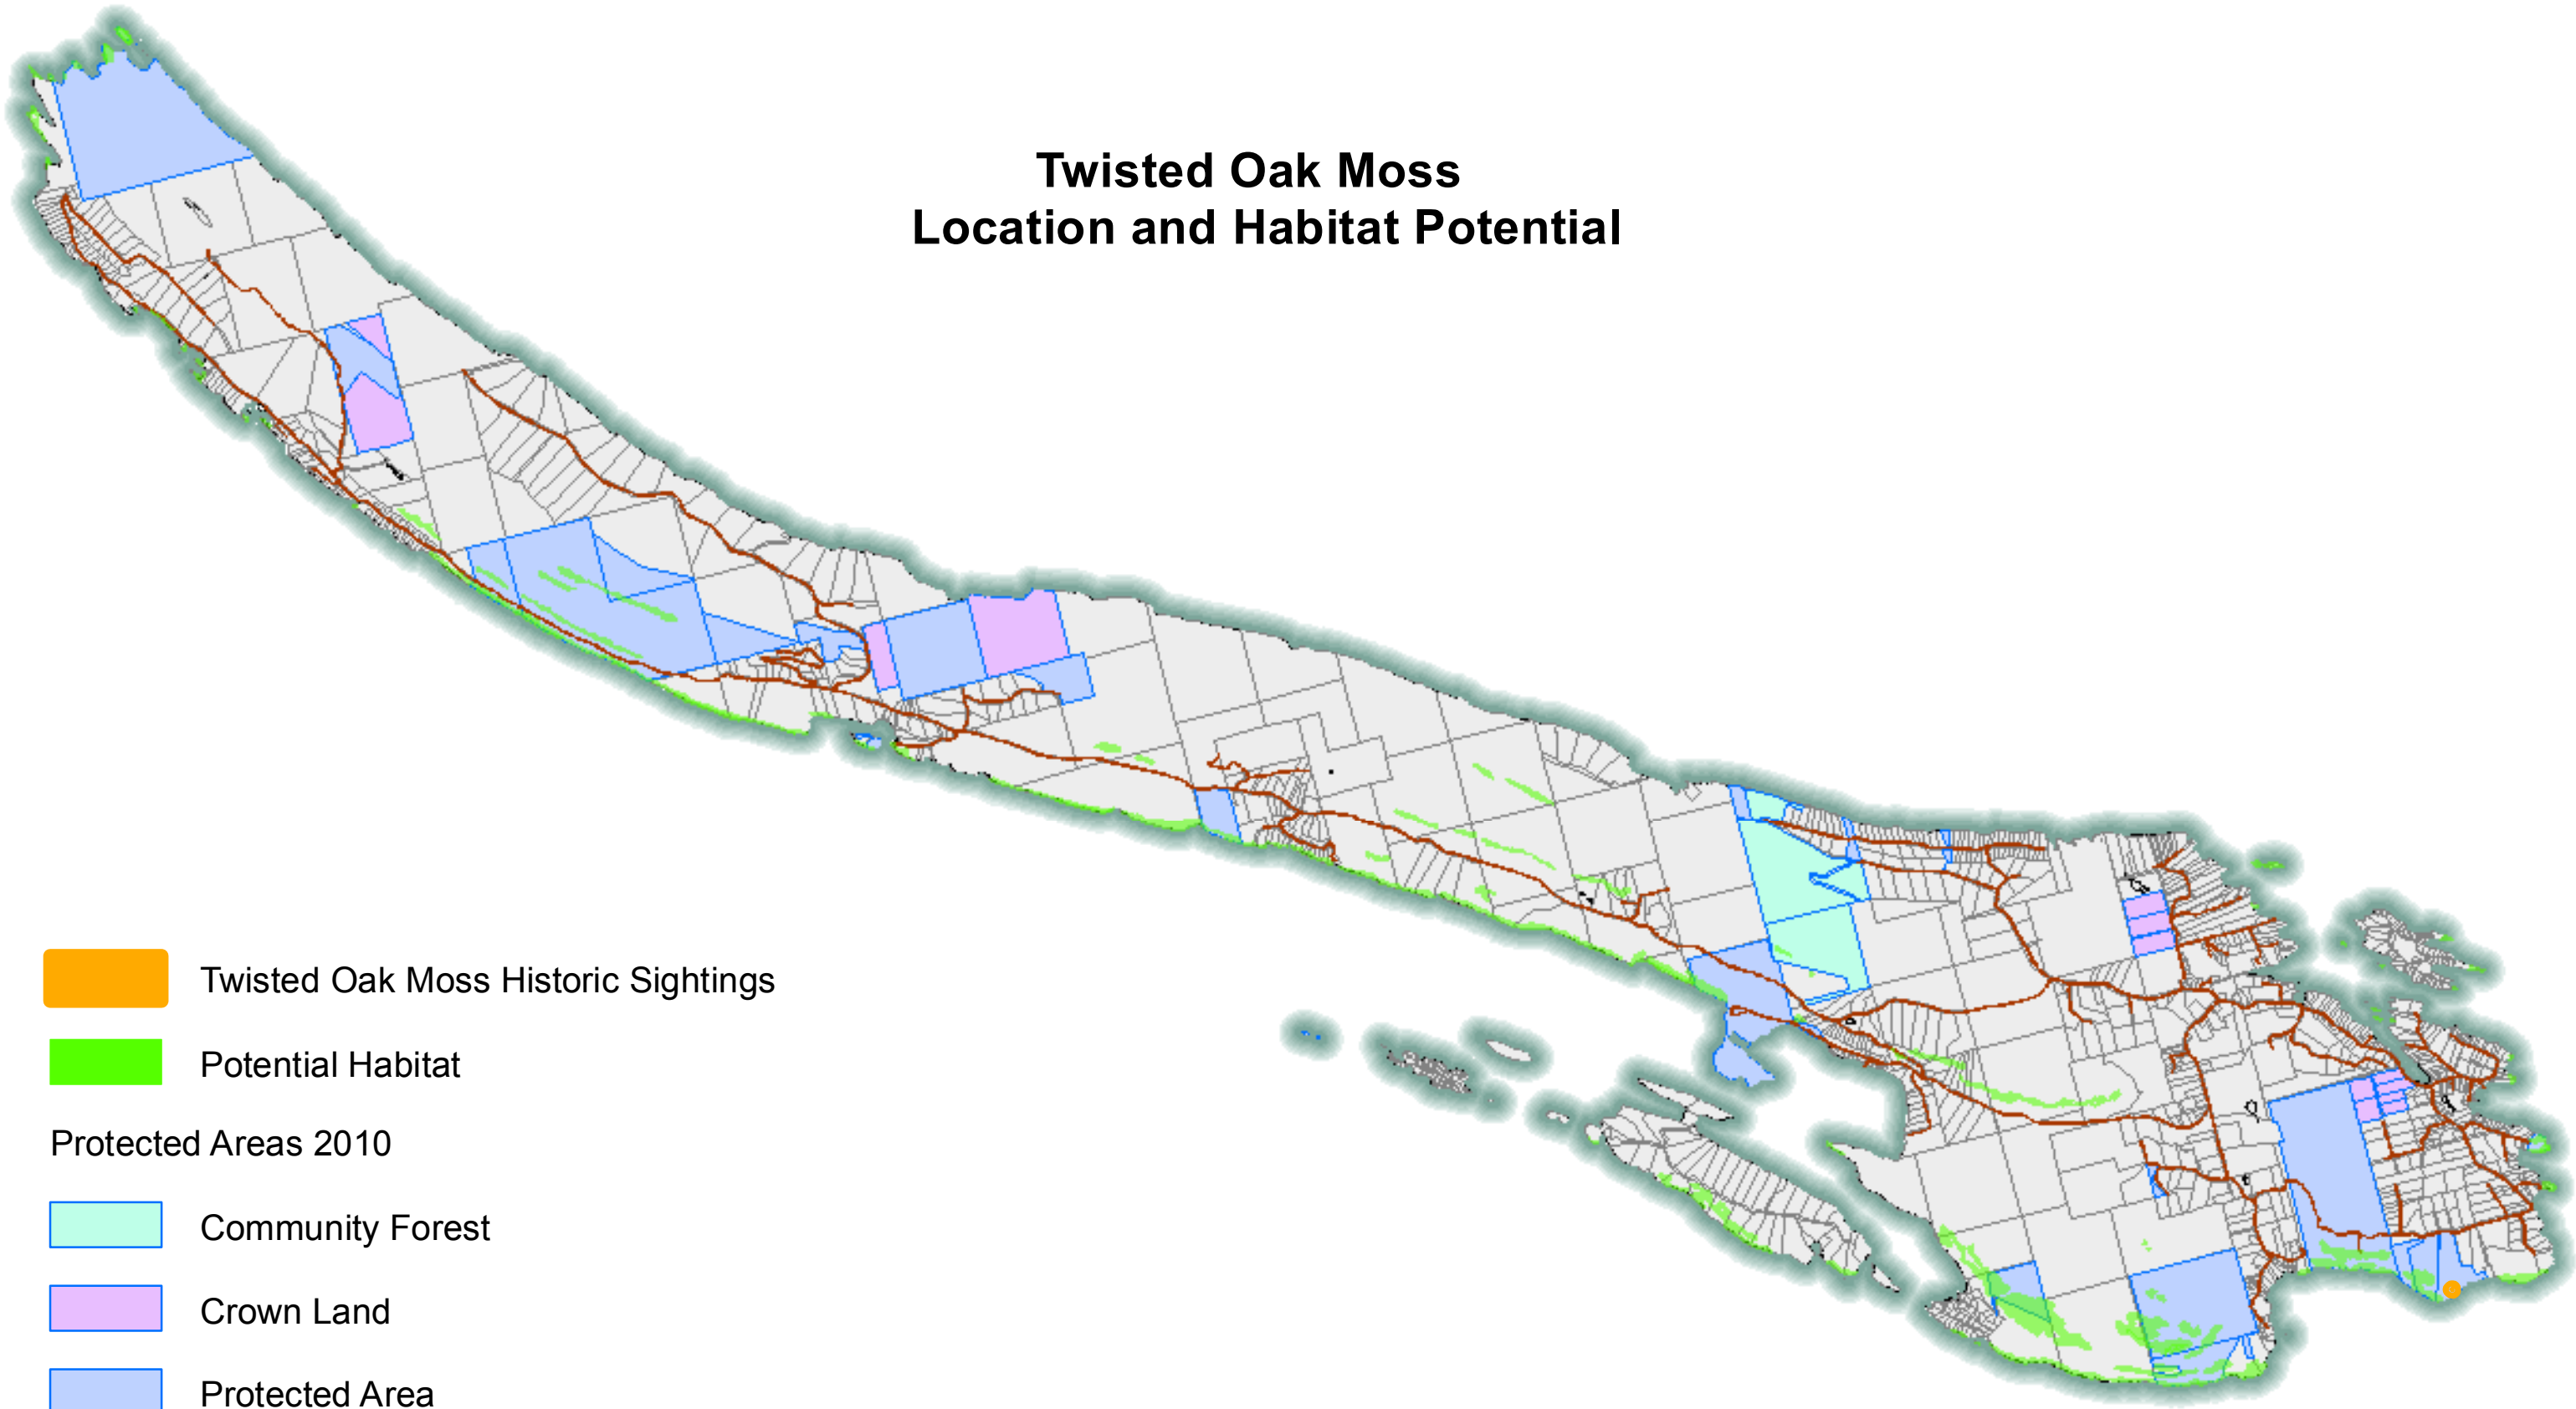 Twisted Oak Moss
Location and Habitat Potential
Twisted Oak Moss Historic Sightings
Potential Habitat
Protected Areas 2010
Community Forest
Crown Land
Protected Area